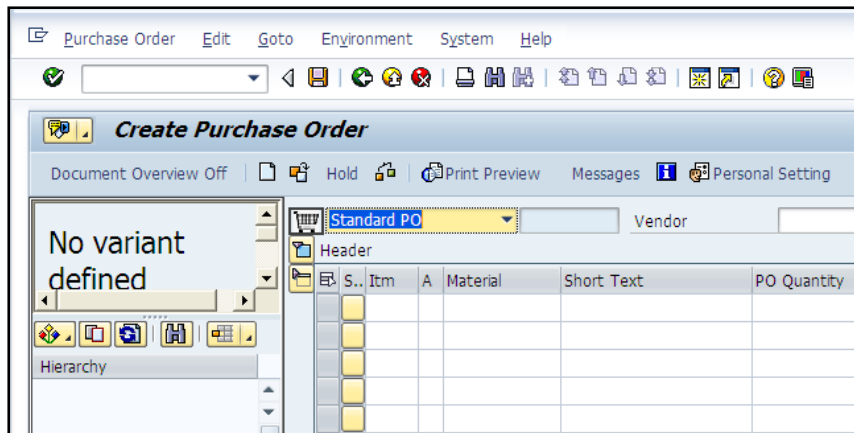 Purchase Order Edit Goto Environment System Help
Create Purchase Order
Document Overview Off Hold Print Preview Messages Personal Setting
No variant
defined
Standard PO Vendor
Header
S.. Itm A Material Short Text PO Quantity
Hierarchy